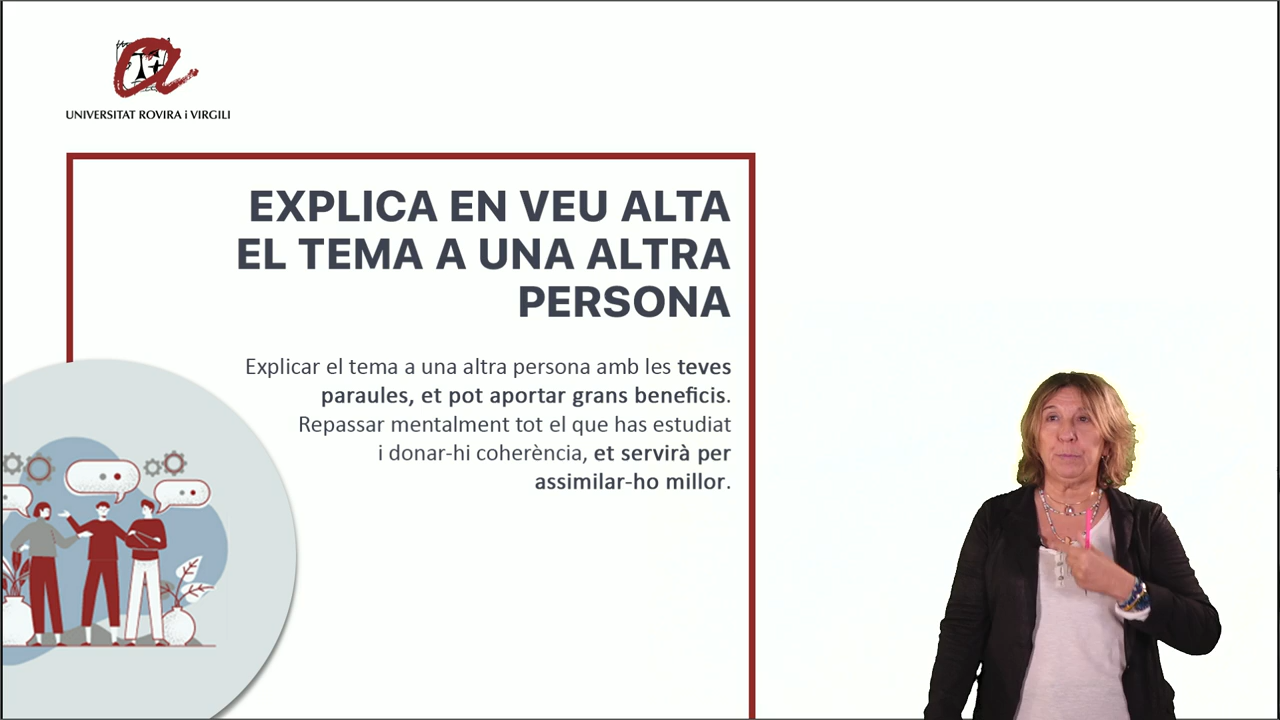 UNIVERSITAT ROVIRA i VIRGILI
EXPLICA EN VEU ALTA
EL TEMA A UNA ALTRA
PERSONA
Explicar el tema a una altra persona amb les teves
paraules, et pot aportar grans beneficis.
Repassar mentalment tot el que has estudiat
i donar-hi coherència, et servirà per
assimilar-ho millor.